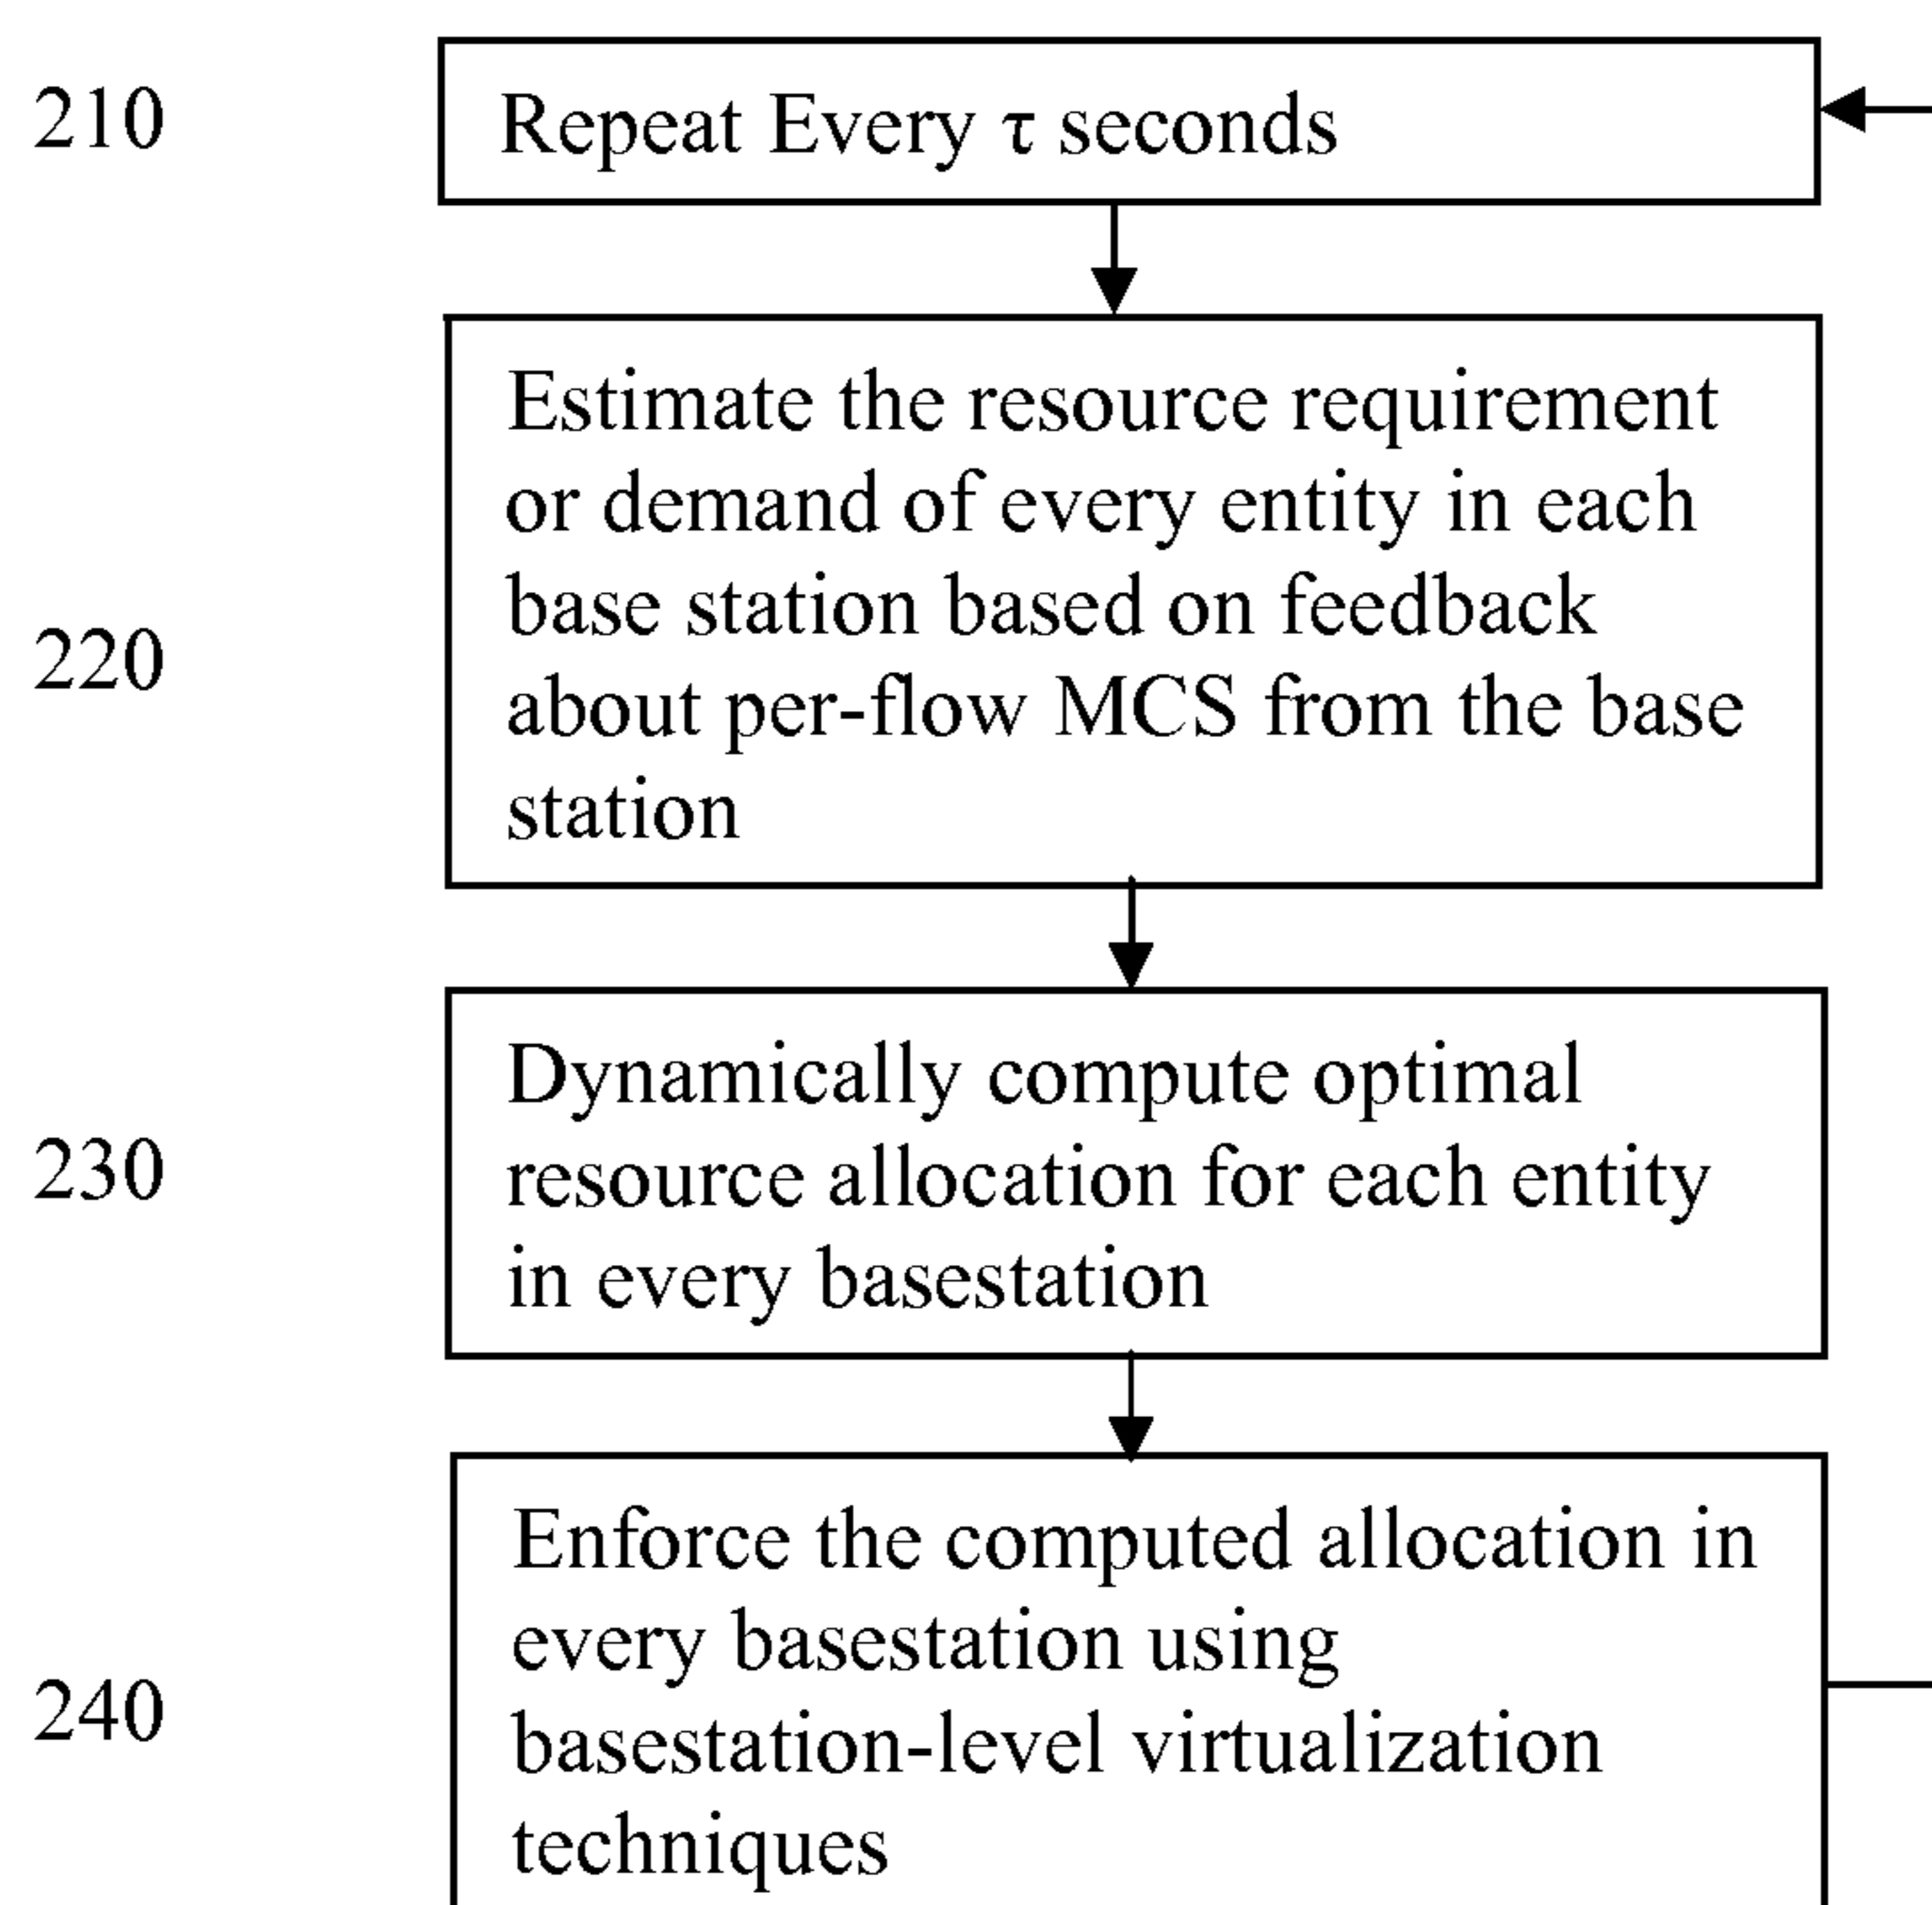 210
Repeat Every τ seconds
220
Estimate the resource requirement
or demand of every entity in each
base station based on feedback
about per-flow MCS from the base
station
230
Dynamically compute optimal
resource allocation for each entity
in every basestation
240
Enforce the computed allocation in
every basestation using
basestation-level virtualization
techniques